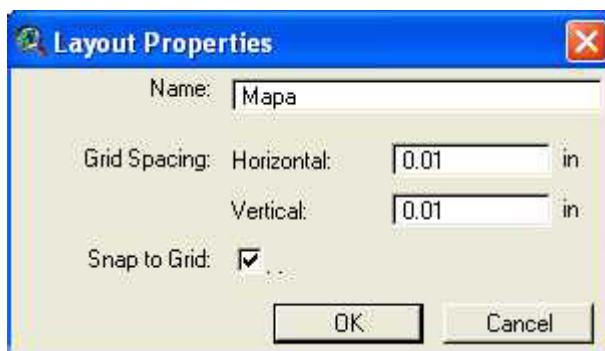 Layout Properties
Name: Mapa
Grid Spacing: Horizontal: 0.01 in
Vertical: 0.01 in
Snap to Grid:
OK Cancel